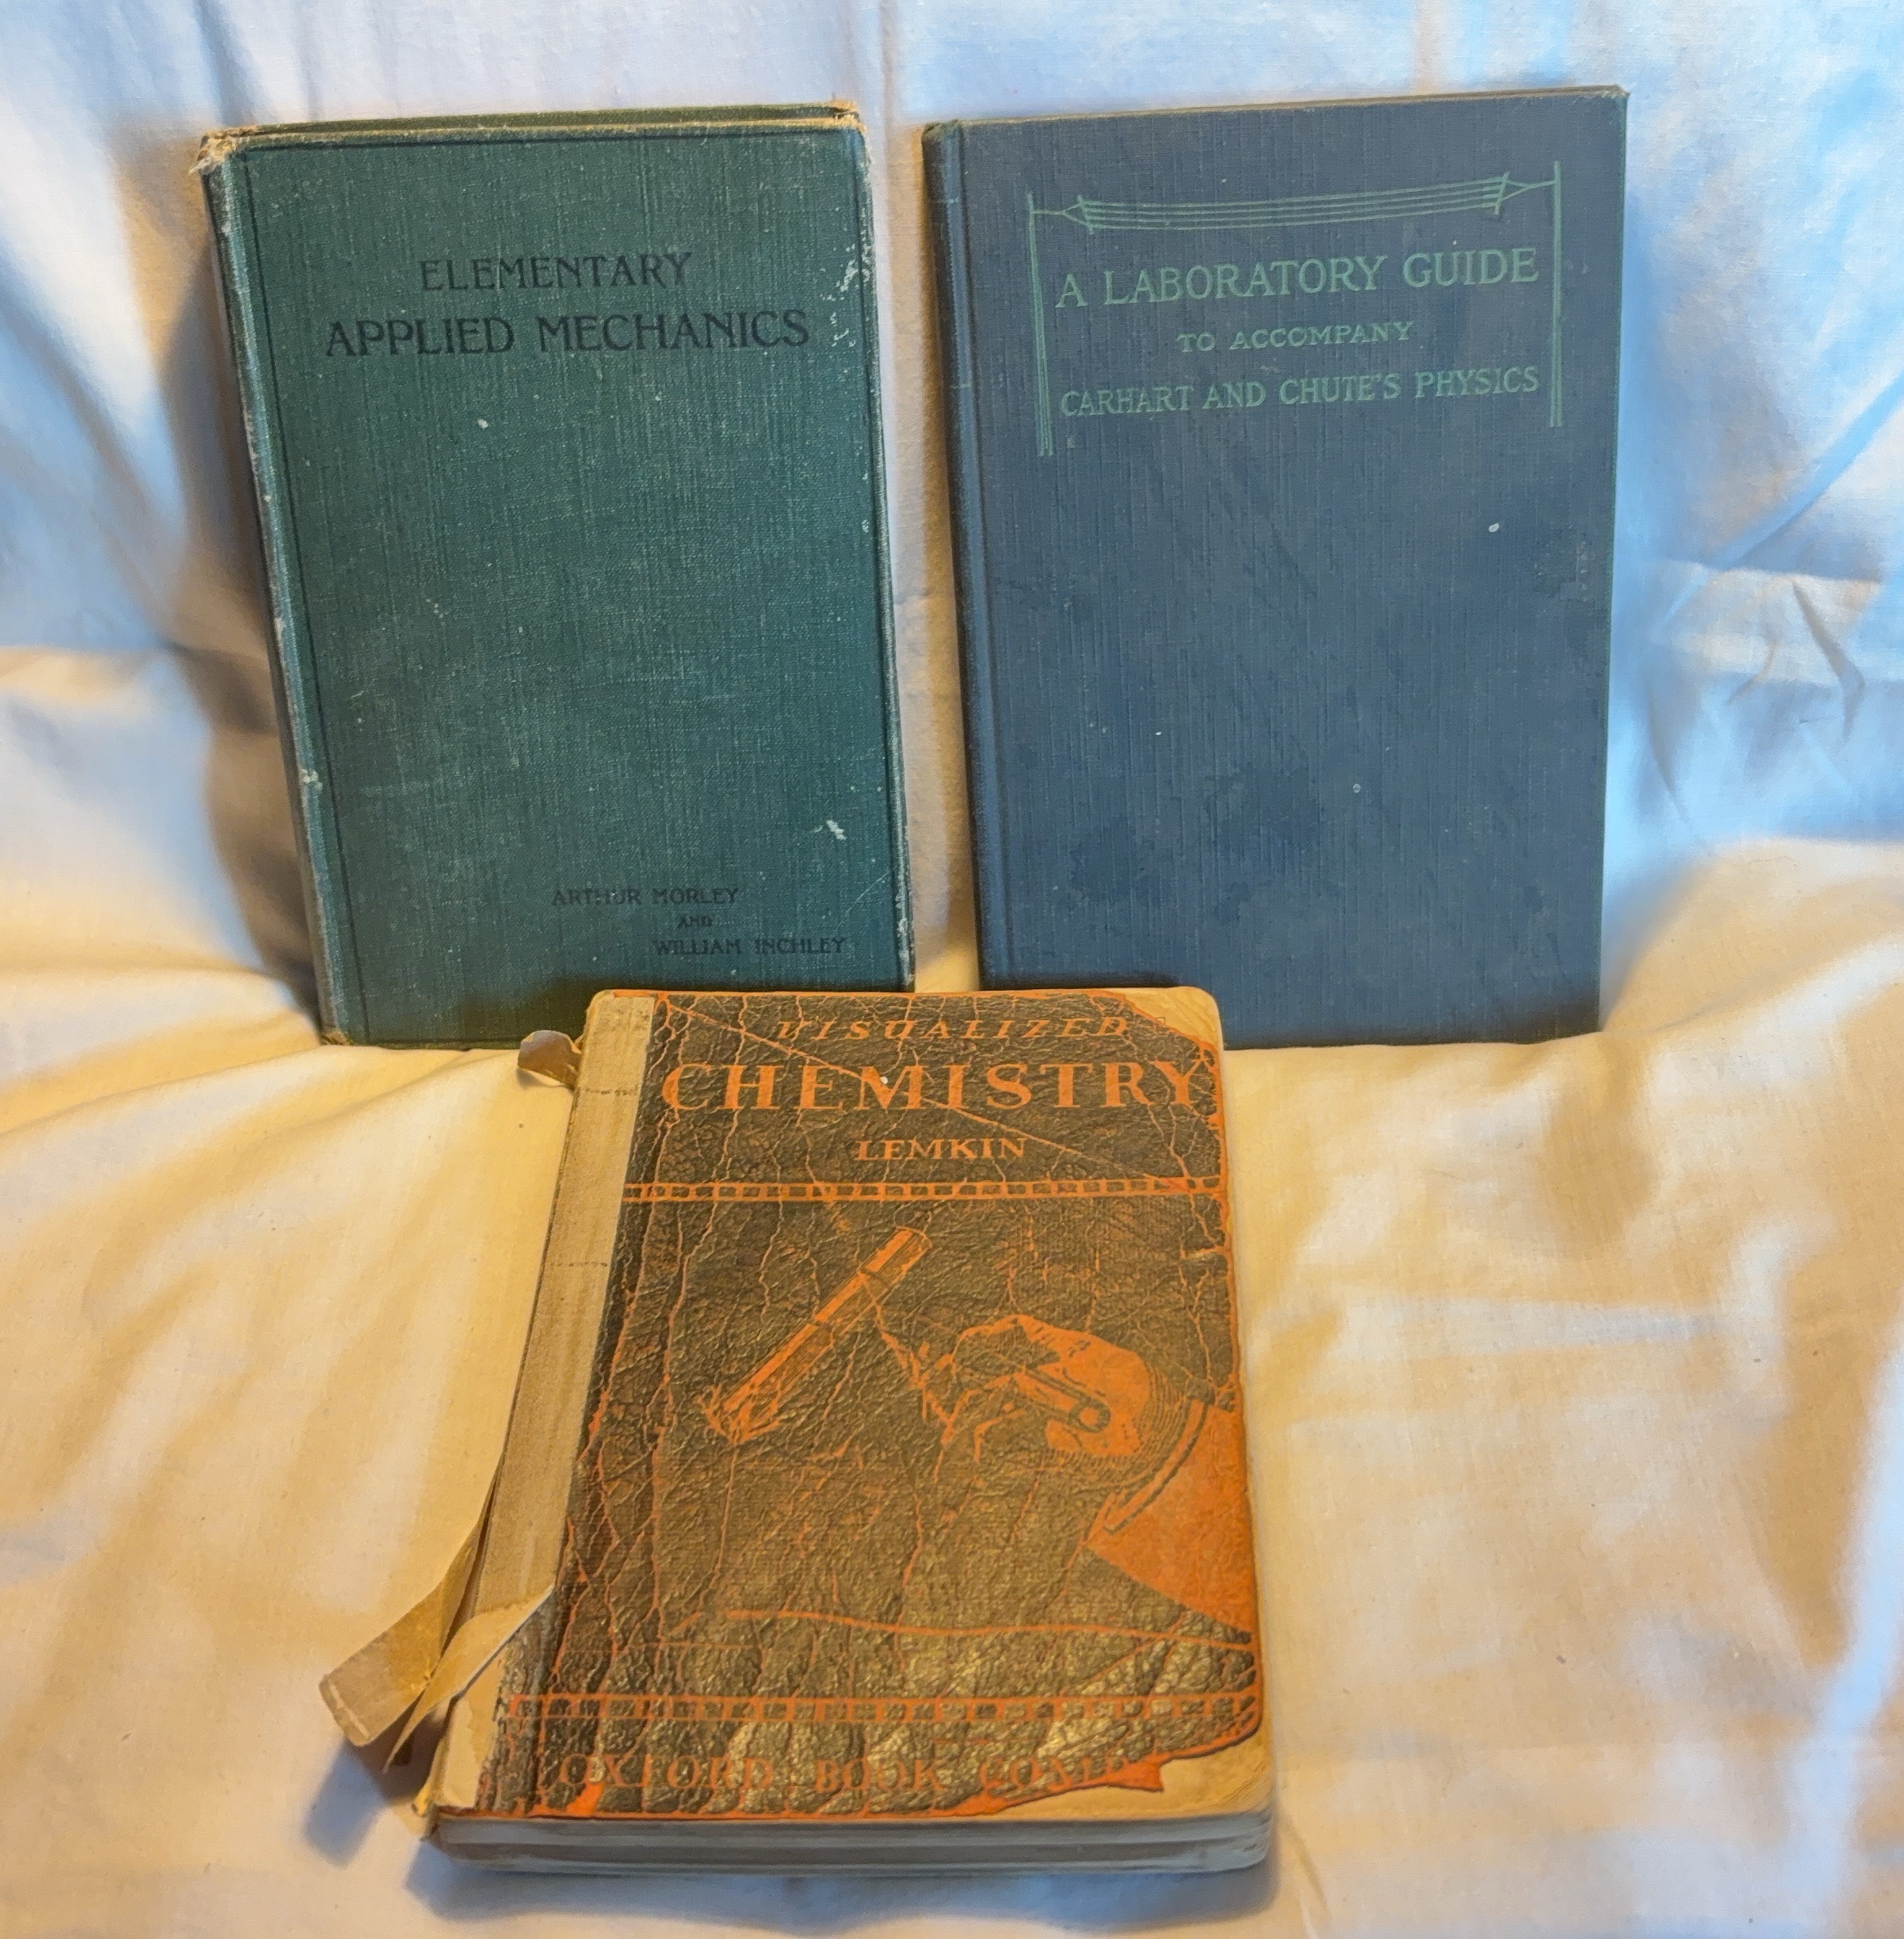 ELEMENTARY
APPLIED MECHANICS
ARTHUR MORLEY
AND
WILLIAM INCHLEY
A LABORATORY GUIDE
TO ACCOMPANY
CARHART AND CHUTE'S PHYSICS
VISUALIZED
CHEMISTRY
LEMKIN
OXFORD BOOK